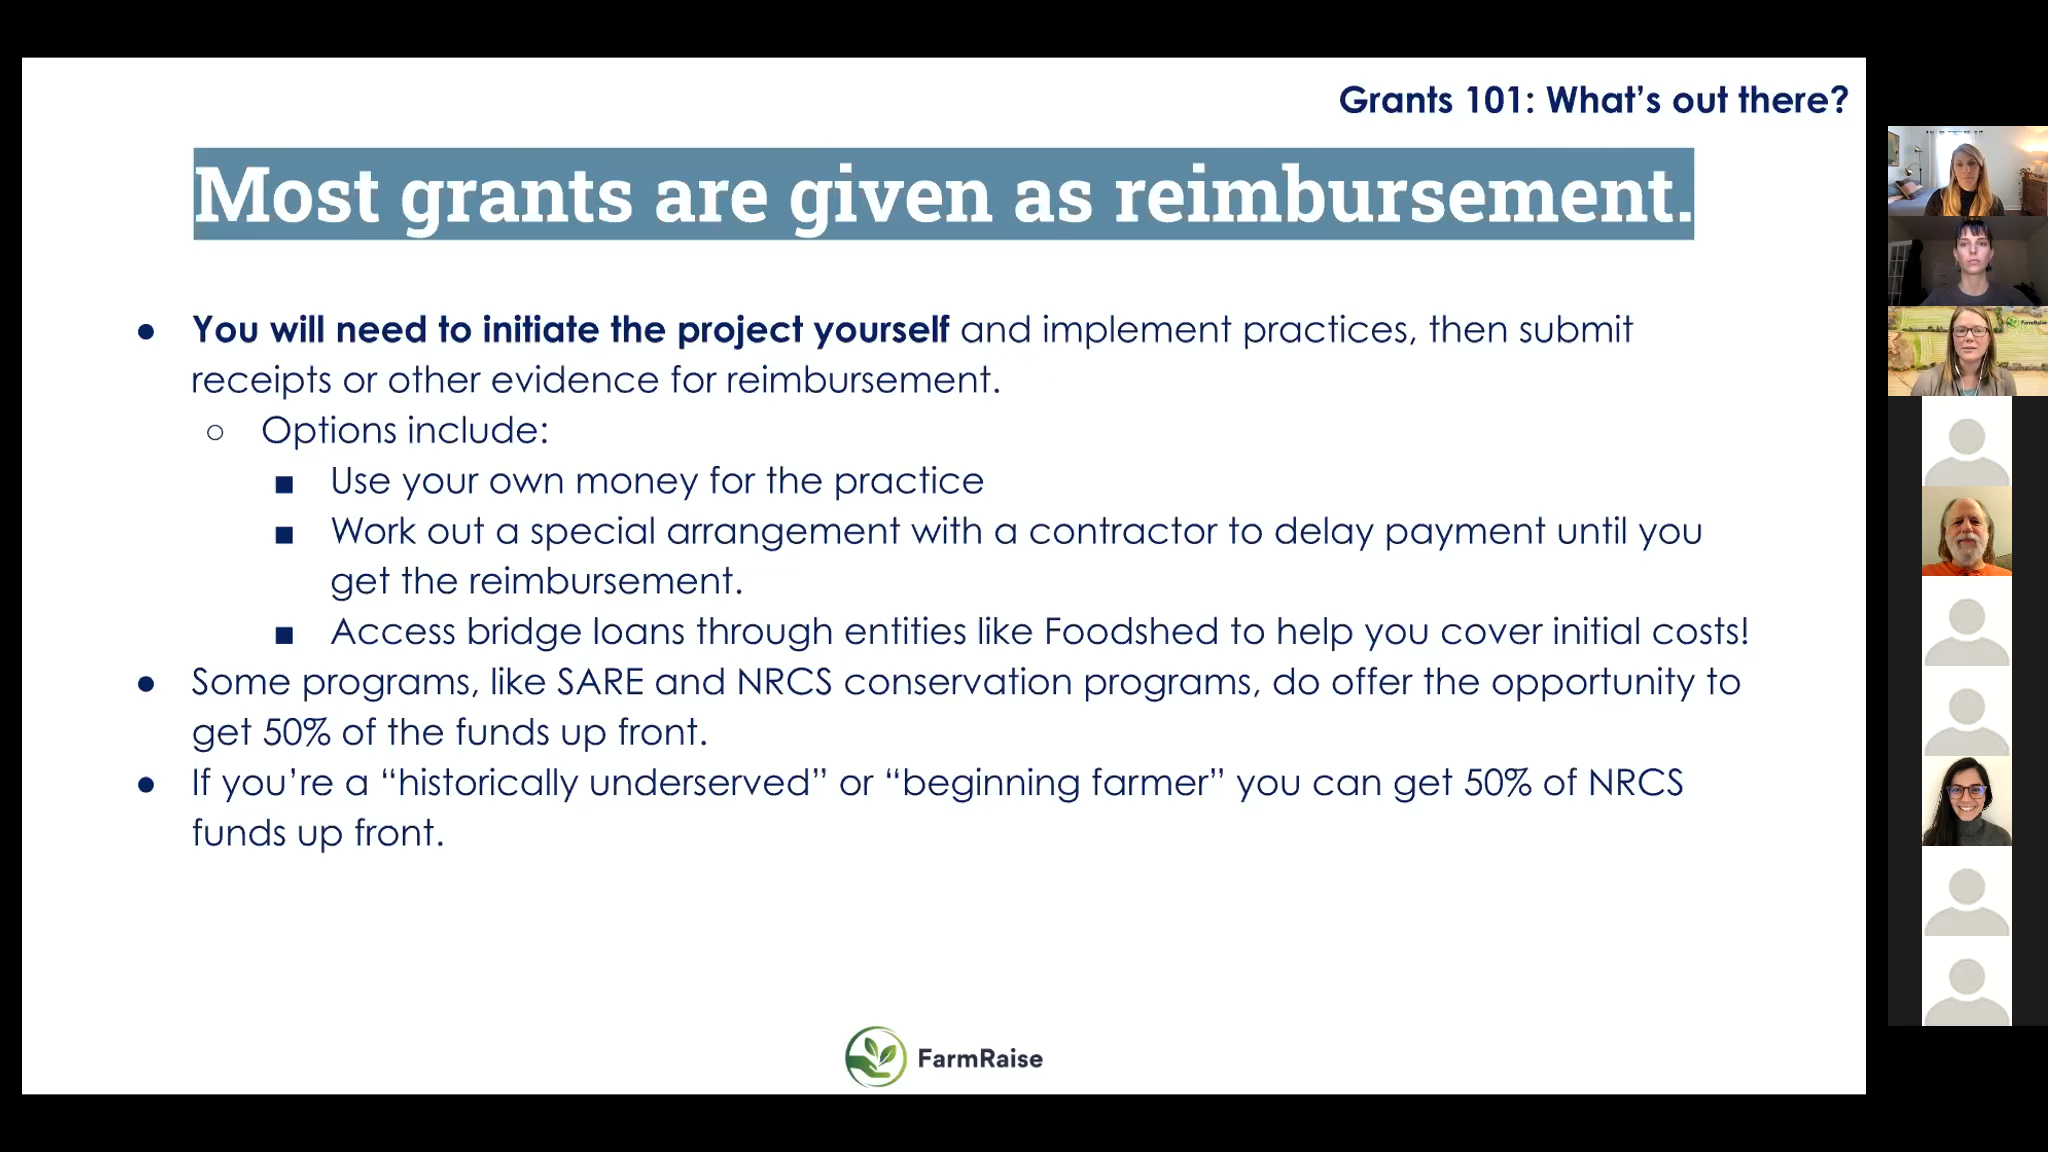 Grants 101: What's out there?
Most grants are given as reimbursement.
● You will need to initiate the project yourself and implement practices, then submit
receipts or other evidence for reimbursement.
○ Options include:
■ Use your own money for the practice
■ Work out a special arrangement with a contractor to delay payment until you
get the reimbursement.
■ Access bridge loans through entities like Foodshed to help you cover initial costs!
● Some programs, like SARE and NRCS conservation programs, do offer the opportunity to
get 50% of the funds up front.
● If you're a “historically underserved” or “beginning farmer” you can get 50% of NRCS
funds up front.
FarmRaise
FarmRaise